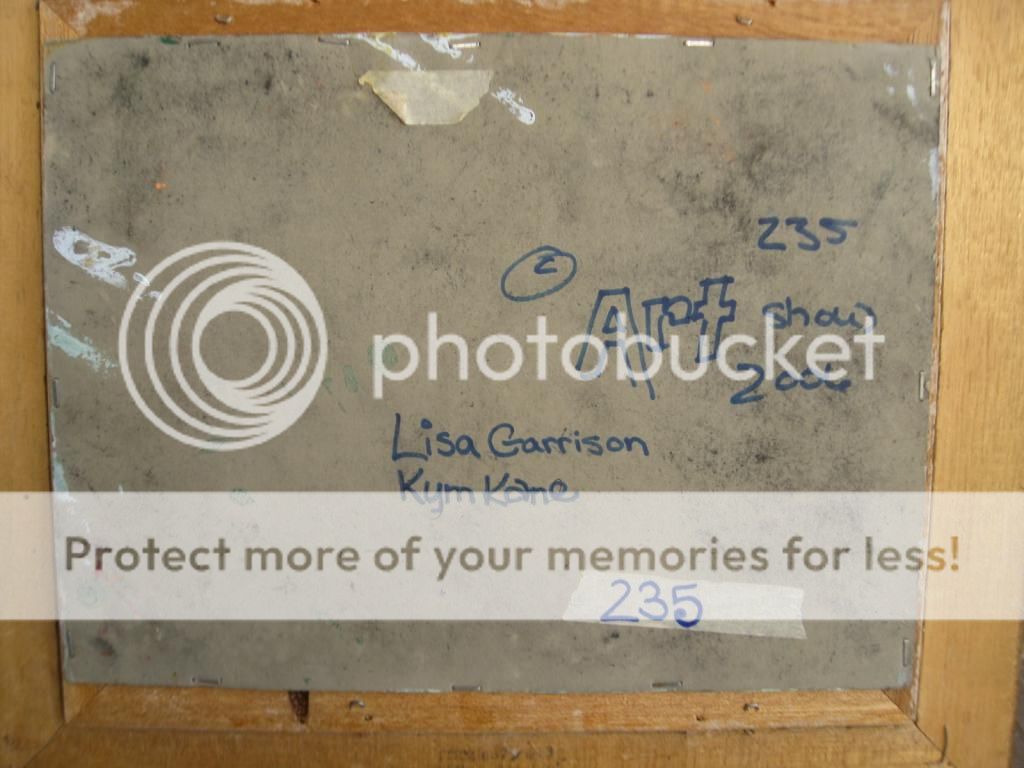 235
2
Art show
2006
photobucket
Lisa Garrison
Kym Kane
Protect more of your memories for less!
235